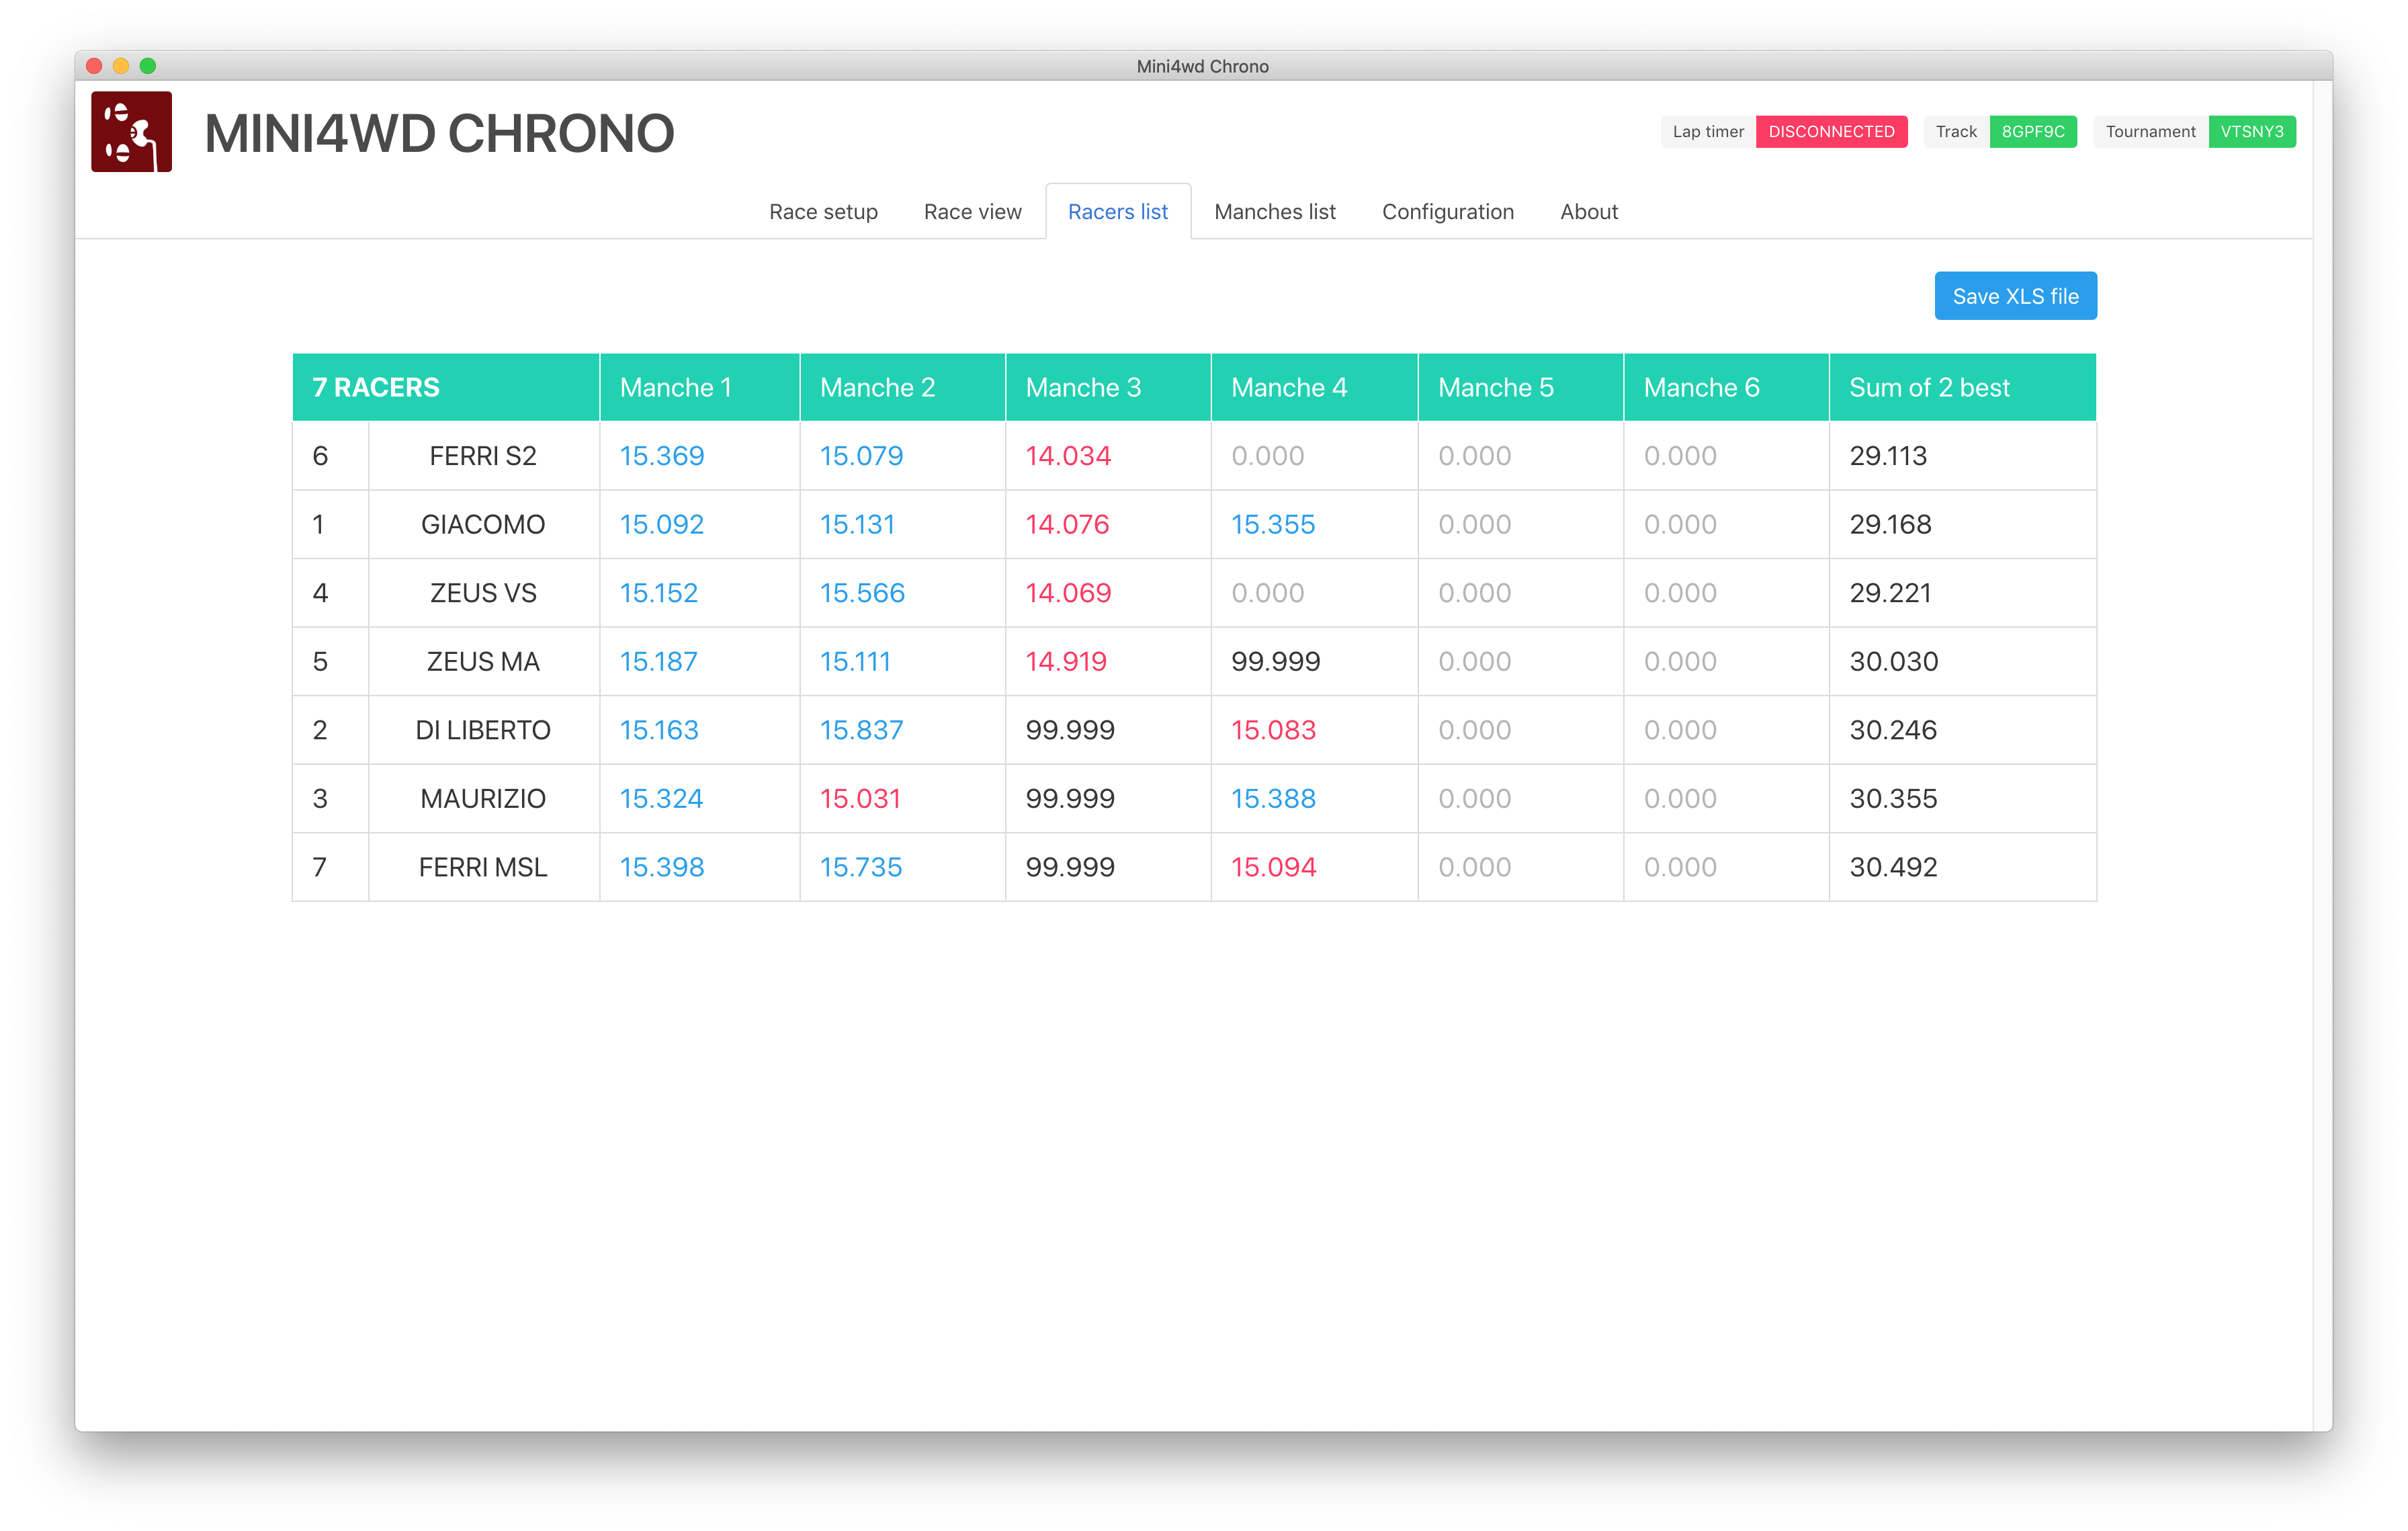 Mini4wd Chrono
MINI4WD CHRONO
Lap timer DISCONNECTED Track 8GPF9C Tournament VTSNY3
Race setup Race view Racers list Manches list Configuration About
Save XLS file
7 RACERS Manche 1 Manche 2 Manche 3 Manche 4 Manche 5 Manche 6 Sum of 2 best
6 FERRI S2 15.369 15.079 14.034 0.000 0.000 0.000 29.113
1 GIACOMO 15.092 15.131 14.076 15.355 0.000 0.000 29.168
4 ZEUS VS 15.152 15.566 14.069 0.000 0.000 0.000 29.221
5 ZEUS MA 15.187 15.111 14.919 99.999 0.000 0.000 30.030
2 DI LIBERTO 15.163 15.837 99.999 15.083 0.000 0.000 30.246
3 MAURIZIO 15.324 15.031 99.999 15.388 0.000 0.000 30.355
7 FERRI MSL 15.398 15.735 99.999 15.094 0.000 0.000 30.492